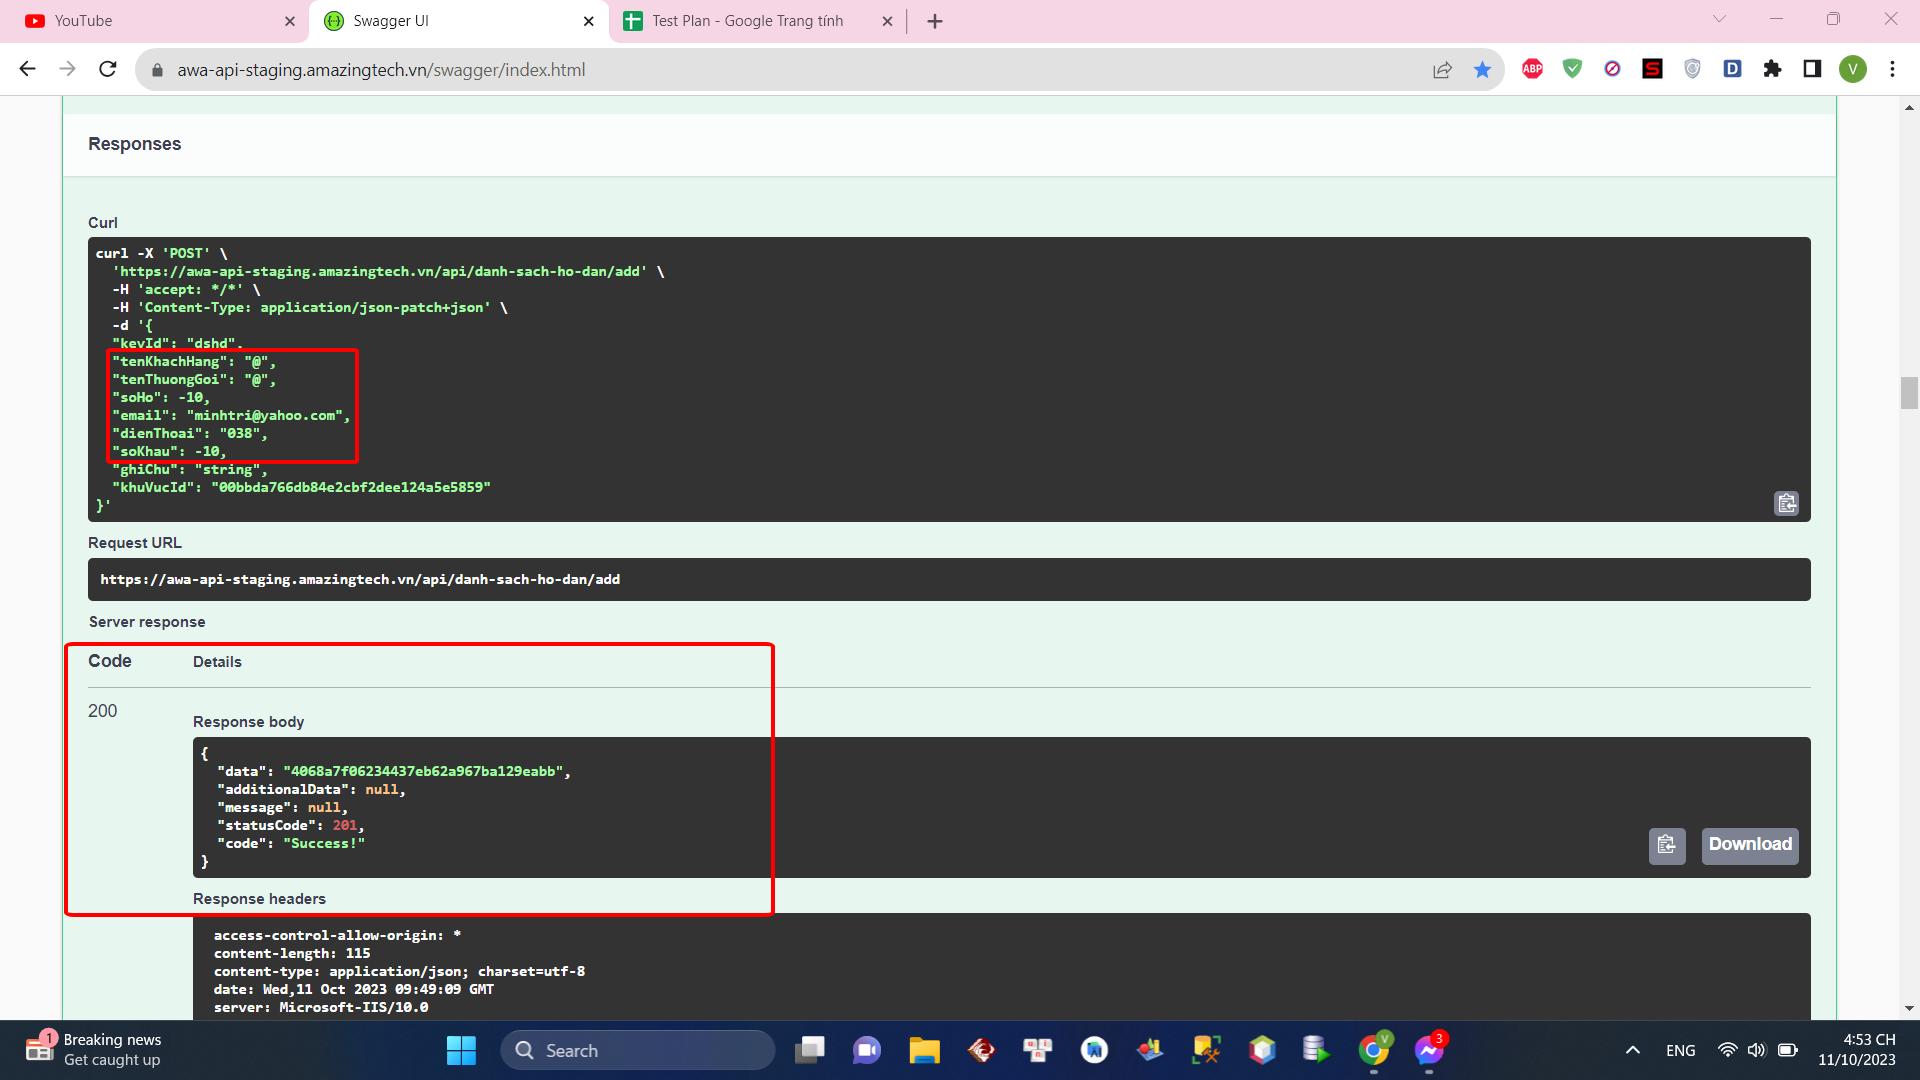 YouTube
Swagger UI
Test Plan - Google Trang tính
awa-api-staging.amazingtech.vn/swagger/index.html
ABP
S
D
V
Responses
Curl
curl -X 'POST' \
'https://awa-api-staging.amazingtech.vn/api/danh-sach-ho-dan/add' \
-H 'accept: */*' \
-H 'Content-Type: application/json-patch+json' \
-d '{
"keyId": "dshd",
"tenKhachHang": "@",
"tenThuongGoi": "@",
"soHo": -10,
"email": "minhtri@yahoo.com",
"dienThoai": "038",
"soKhau": -10,
"ghiChu": "string",
"khuVucId": "00bbda766db84e2cbf2dee124a5e5859"
}'
Request URL
https://awa-api-staging.amazingtech.vn/api/danh-sach-ho-dan/add
Server response
Code Details
200
Response body
{
"data": "4068a7f06234437eb62a967ba129eabb",
"additionalData": null,
"message": null,
"statusCode": 201,
"code": "Success!"
}
Download
Response headers
access-control-allow-origin: *
content-length: 115
content-type: application/json; charset=utf-8
date: Wed,11 Oct 2023 09:49:09 GMT
server: Microsoft-IIS/10.0
1
Breaking news
Get caught up
Search
V
3
ENG
4:53 CH
11/10/2023